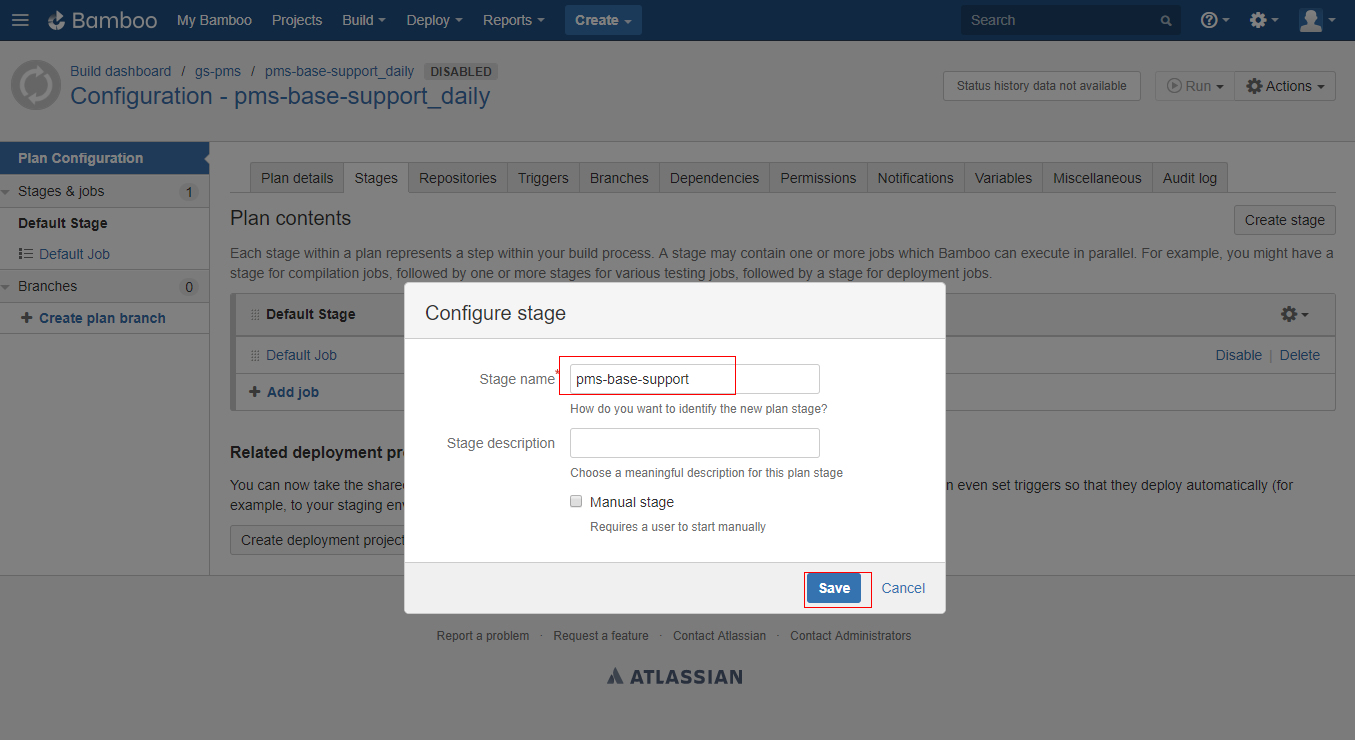 Bamboo My Bamboo Projects Build Deploy Reports Create Search
Build dashboard / gs-pms / pms-base-support_daily DISABLED
Configuration - pms-base-support_daily
Status history data not available Run Actions
Plan Configuration
Stages & jobs 1
Default Stage
Default Job
Branches 0
Create plan branch
Plan details Stages Repositories Triggers Branches Dependencies Permissions Notifications Variables Miscellaneous Audit log
Plan contents
Create stage
Each stage within a plan represents a step within your build process. A stage may contain one or more jobs which Bamboo can execute in parallel. For example, you might have a
stage for compilation jobs, followed by one or more stages for various testing jobs, followed by a stage for deployment jobs.
Default Stage
Default Job Disable | Delete
Add job
Related deployment pr
You can now take the share n even set triggers so that they deploy automatically (for
example, to your staging en
Create deployment project
Configure stage
Stage name* pms-base-support
How do you want to identify the new plan stage?
Stage description
Choose a meaningful description for this plan stage
Manual stage
Requires a user to start manually
Save Cancel
Report a problem · Request a feature · Contact Atlassian · Contact Administrators
ATLASSIAN